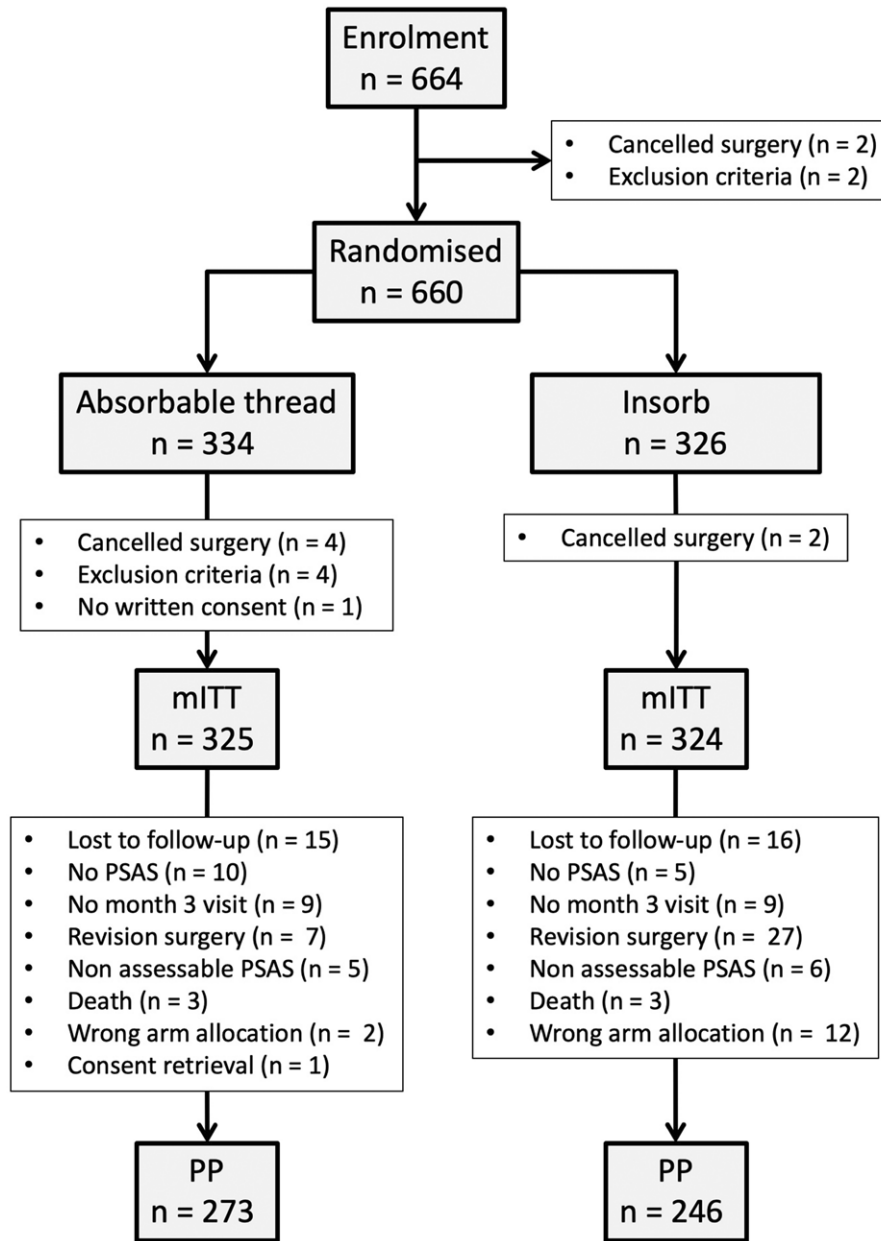 Enrolment
n = 664
• Cancelled surgery (n = 2)
• Exclusion criteria (n = 2)
Randomised
n = 660
Absorbable thread
n = 334
Insorb
n = 326
• Cancelled surgery (n = 4)
• Exclusion criteria (n = 4)
• No written consent (n = 1)
• Cancelled surgery (n = 2)
mITT
n = 325
mITT
n = 324
• Lost to follow-up (n = 15)
• No PSAS (n = 10)
• No month 3 visit (n = 9)
• Revision surgery (n = 7)
• Non assessable PSAS (n = 5)
• Death (n = 3)
• Wrong arm allocation (n = 2)
• Consent retrieval (n = 1)
• Lost to follow-up (n = 16)
• No PSAS (n = 5)
• No month 3 visit (n = 9)
• Revision surgery (n = 27)
• Non assessable PSAS (n = 6)
• Death (n = 3)
• Wrong arm allocation (n = 12)
PP
n = 273
PP
n = 246